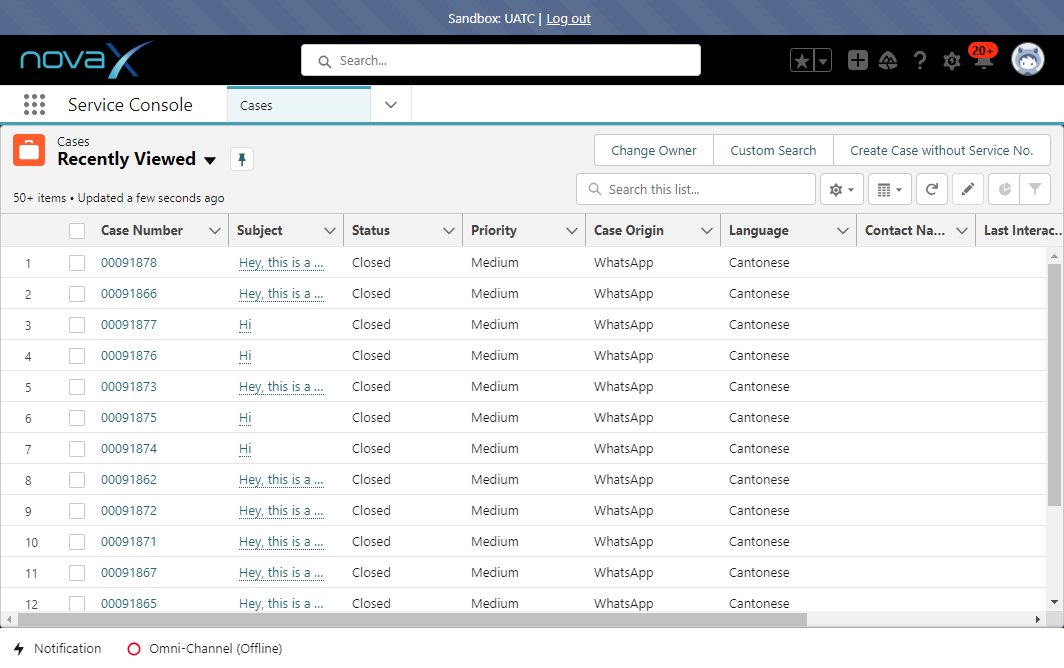 Sandbox: UATC | Log out
novaX
Search...
20+
Service Console
Cases
Cases
Recently Viewed
Change Owner
Custom Search
Create Case without Service No.
50+ items • Updated a few seconds ago
Search this list...
Case Number Subject Status Priority Case Origin Language Contact Na... Last Interac...
1 00091878 Hey, this is a ... Closed Medium WhatsApp Cantonese
2 00091866 Hey, this is a ... Closed Medium WhatsApp Cantonese
3 00091877 Hi Closed Medium WhatsApp Cantonese
4 00091876 Hi Closed Medium WhatsApp Cantonese
5 00091873 Hey, this is a ... Closed Medium WhatsApp Cantonese
6 00091875 Hi Closed Medium WhatsApp Cantonese
7 00091874 Hi Closed Medium WhatsApp Cantonese
8 00091862 Hey, this is a ... Closed Medium WhatsApp Cantonese
9 00091872 Hey, this is a ... Closed Medium WhatsApp Cantonese
10 00091871 Hey, this is a ... Closed Medium WhatsApp Cantonese
11 00091867 Hey, this is a ... Closed Medium WhatsApp Cantonese
12 00091865 Hey, this is a ... Closed Medium WhatsApp Cantonese
Notification
Omni-Channel (Offline)